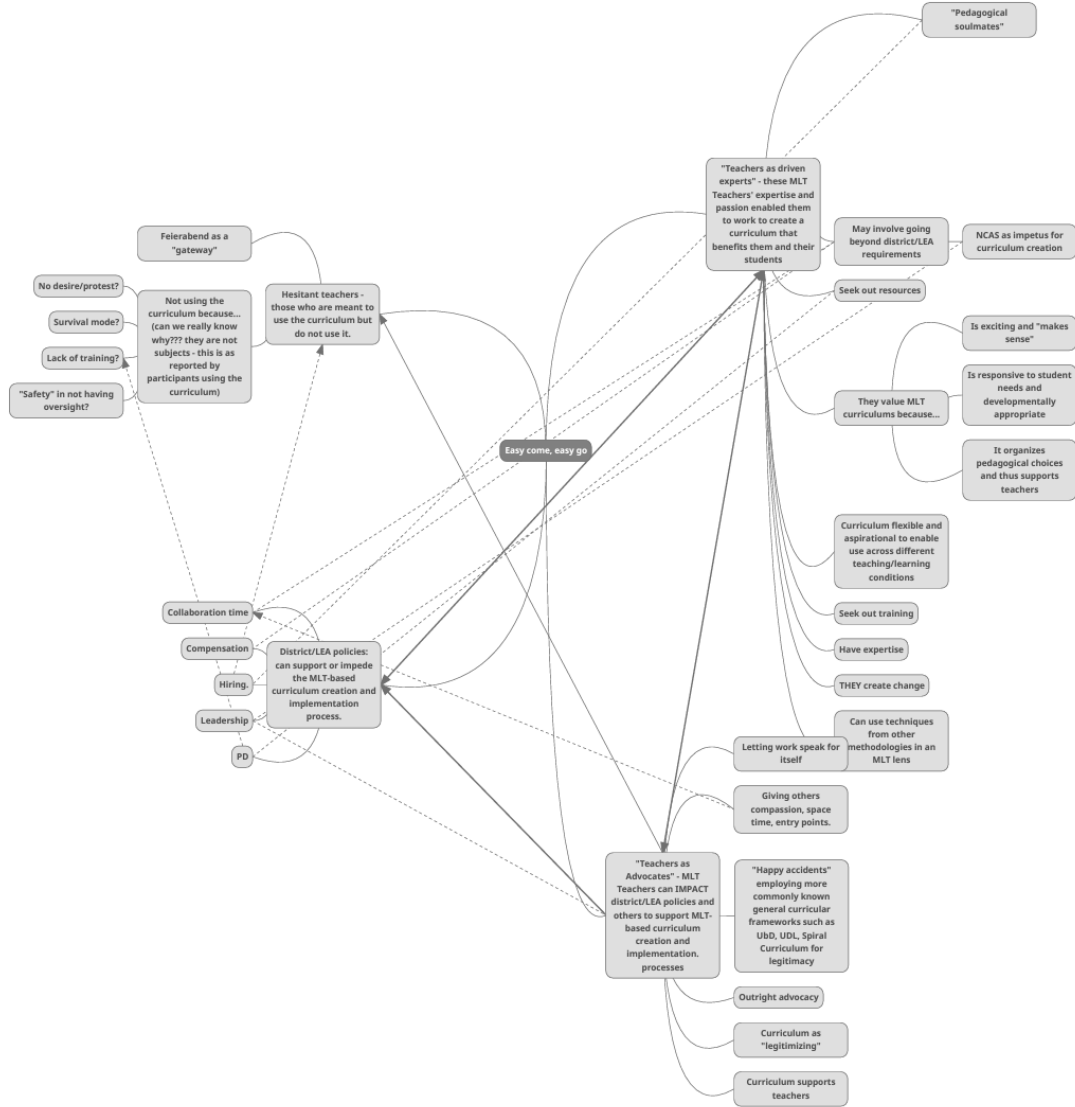 "Pedagogical
soulmates"
"Teachers as driven
experts" - these MLT
Teachers' expertise and
passion enabled them
to work to create a
curriculum that
benefits them and their
students
May involve going
beyond district/LEA
requirements
NCAS as impetus for
curriculum creation
Seek out resources
Is exciting and "makes
sense"
They value MLT
curriculums because...
Is responsive to student
needs and
developmentally
appropriate
It organizes
pedagogical choices
and thus supports
teachers
Curriculum flexible and
aspirational to enable
use across different
teaching/learning
conditions
Seek out training
Have expertise
THEY create change
Can use techniques
from other
methodologies in an
MLT lens
Feierabend as a
"gateway"
Hesitant teachers -
those who are meant to
use the curriculum but
do not use it.
Not using the
curriculum because...
(can we really know
why??? they are not
subjects - this is as
reported by
participants using the
curriculum)
No desire/protest?
Survival mode?
Lack of training?
"Safety" in not having
oversight?
Easy come, easy go
Collaboration time
Compensation
Hiring.
Leadership
PD
District/LEA policies:
can support or impede
the MLT-based
curriculum creation and
implementation
process.
Letting work speak for
itself
Giving others
compassion, space
time, entry points.
"Teachers as
Advocates" - MLT
Teachers can IMPACT
district/LEA policies and
others to support MLT-
based curriculum
creation and
implementation.
processes
"Happy accidents"
employing more
commonly known
general curricular
frameworks such as
UbD, UDL, Spiral
Curriculum for
legitimacy
Outright advocacy
Curriculum as
"legitimizing"
Curriculum supports
teachers